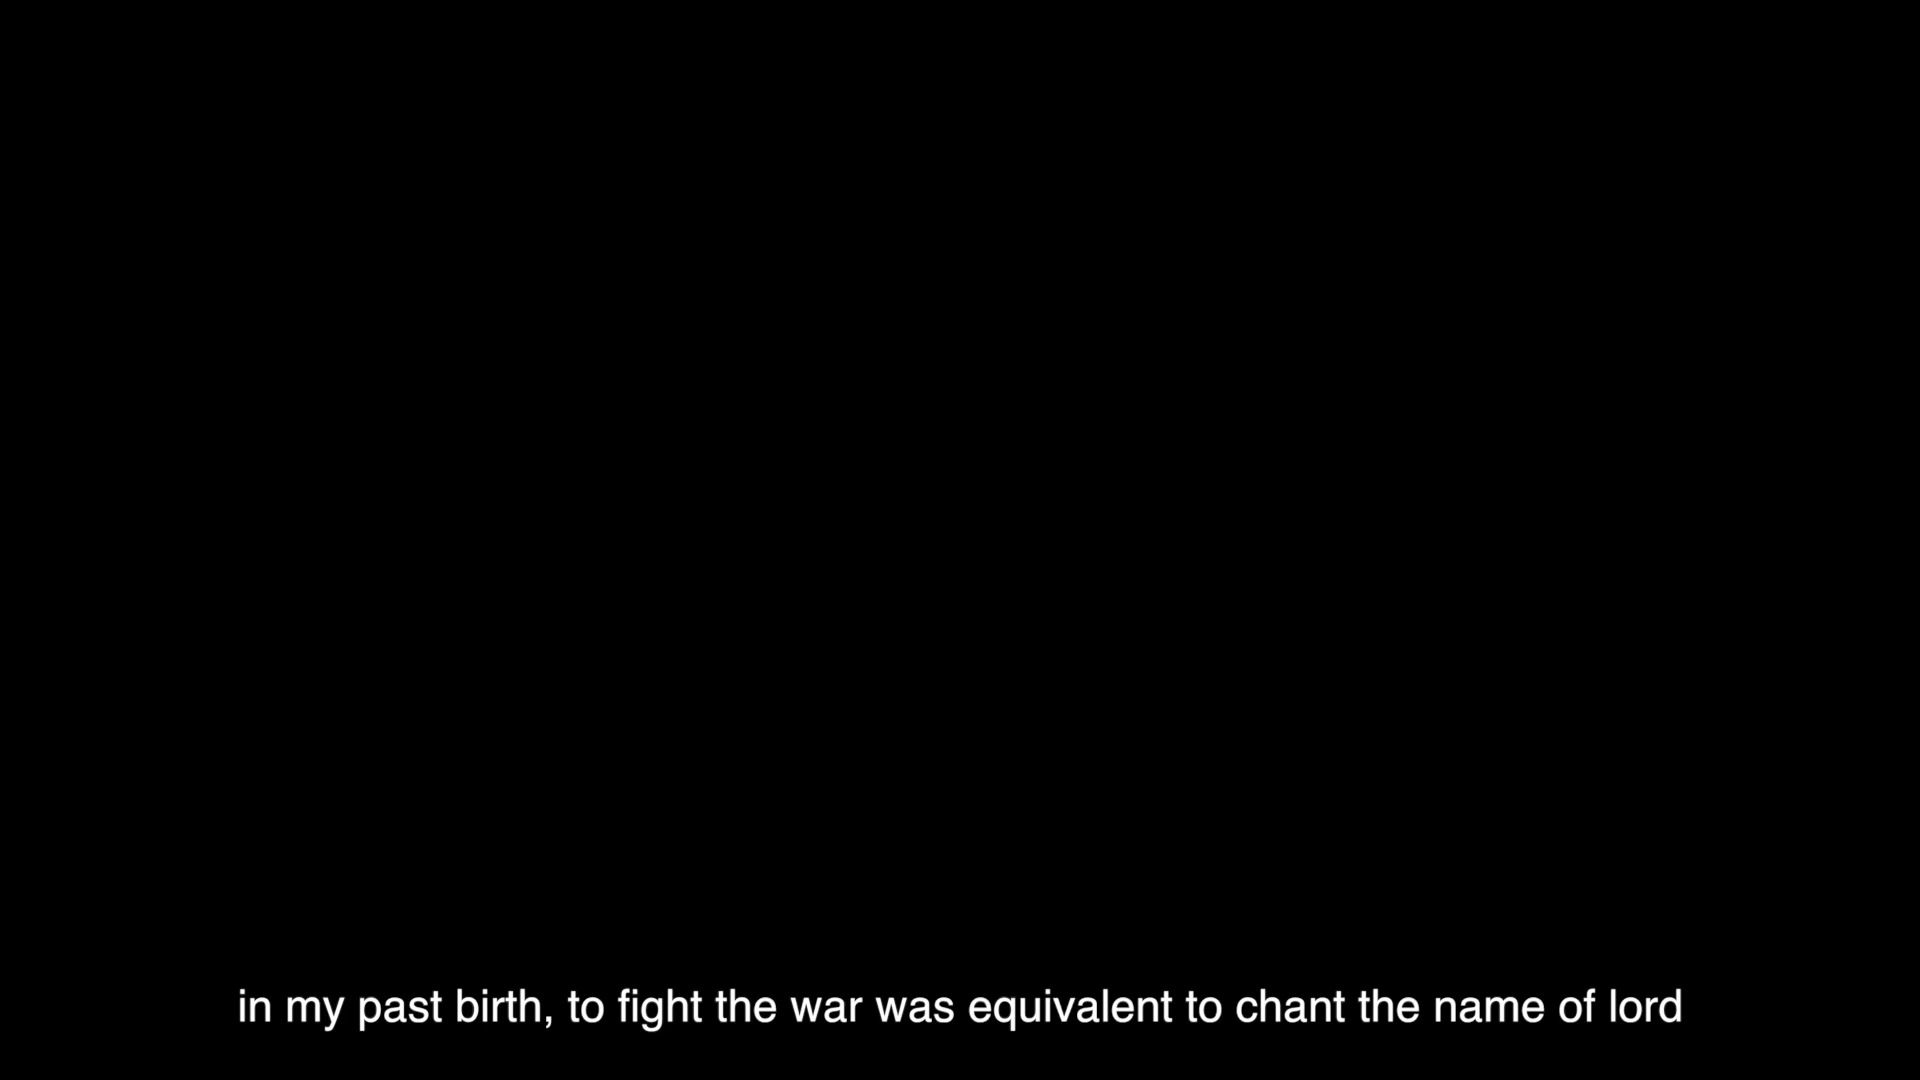 in my past birth, to fight the war was equivalent to chant the name of lord